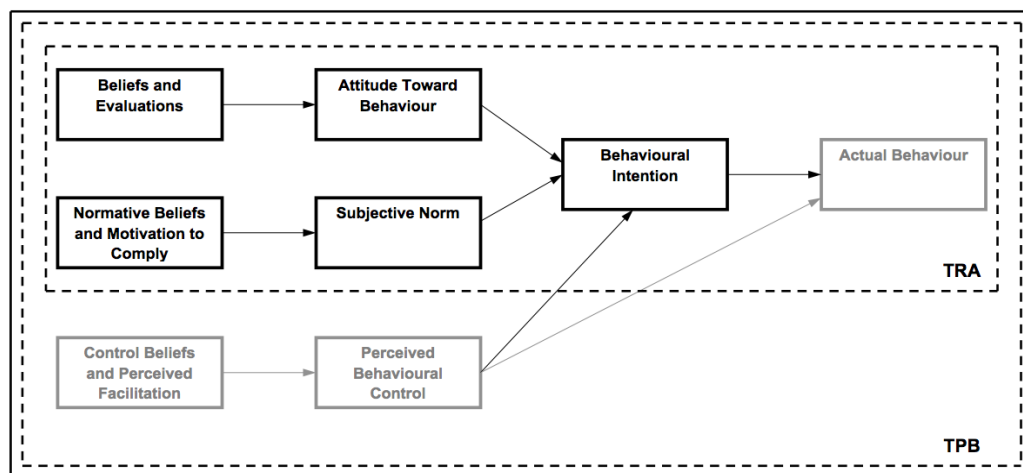 Beliefs and
Evaluations
Attitude Toward
Behaviour
Behavioural
Intention
Actual Behaviour
Normative Beliefs
and Motivation to
Comply
Subjective Norm
TRA
Control Beliefs
and Perceived
Facilitation
Perceived
Behavioural
Control
TPB